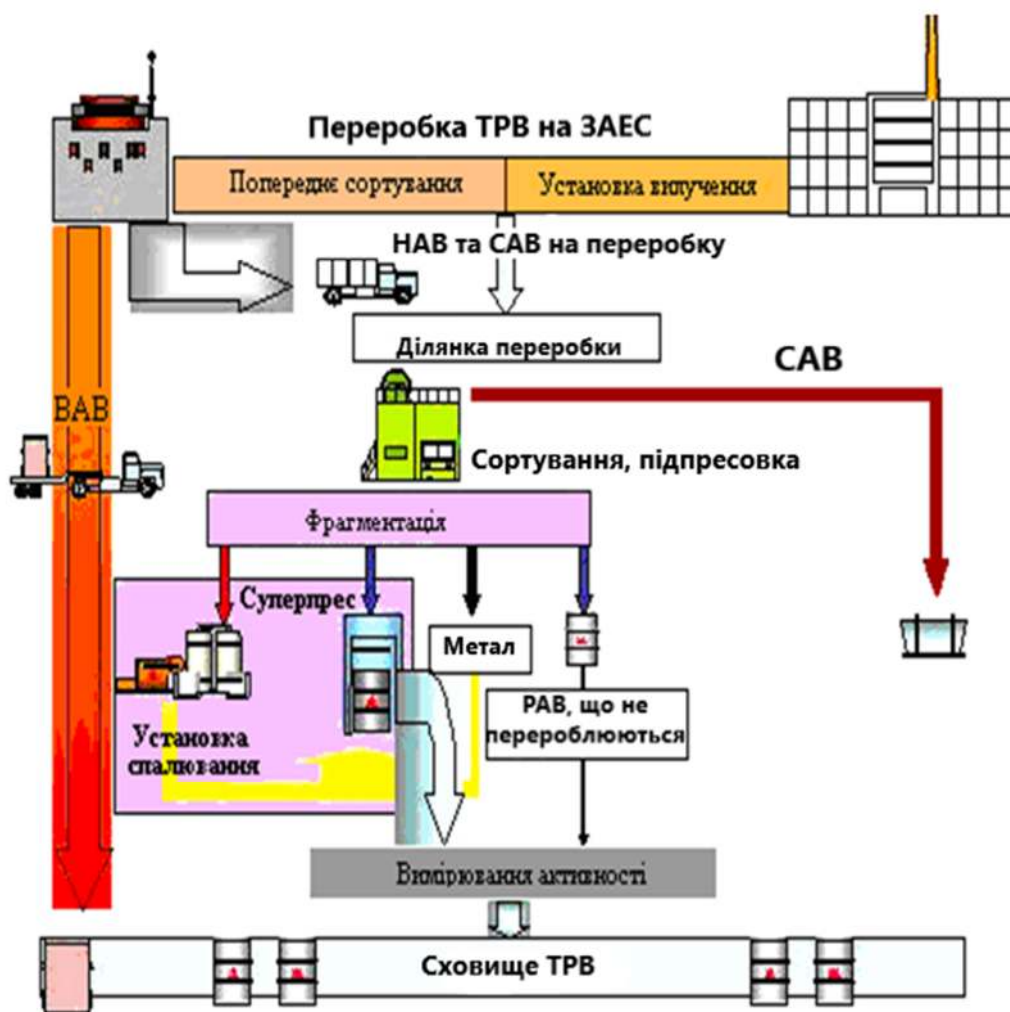 Переробка ТРВ на ЗАЕС
Попереднє сортування
Установка вилучення
НАВ та САВ на переробку
Ділянка переробки
САВ
ВАВ
Сортування, підпресовка
Фрагментація
Суперпрес
Метал
РАВ, що не
перероблюються
Установка
спалювання
Вимірювання активності
Сховище ТРВ